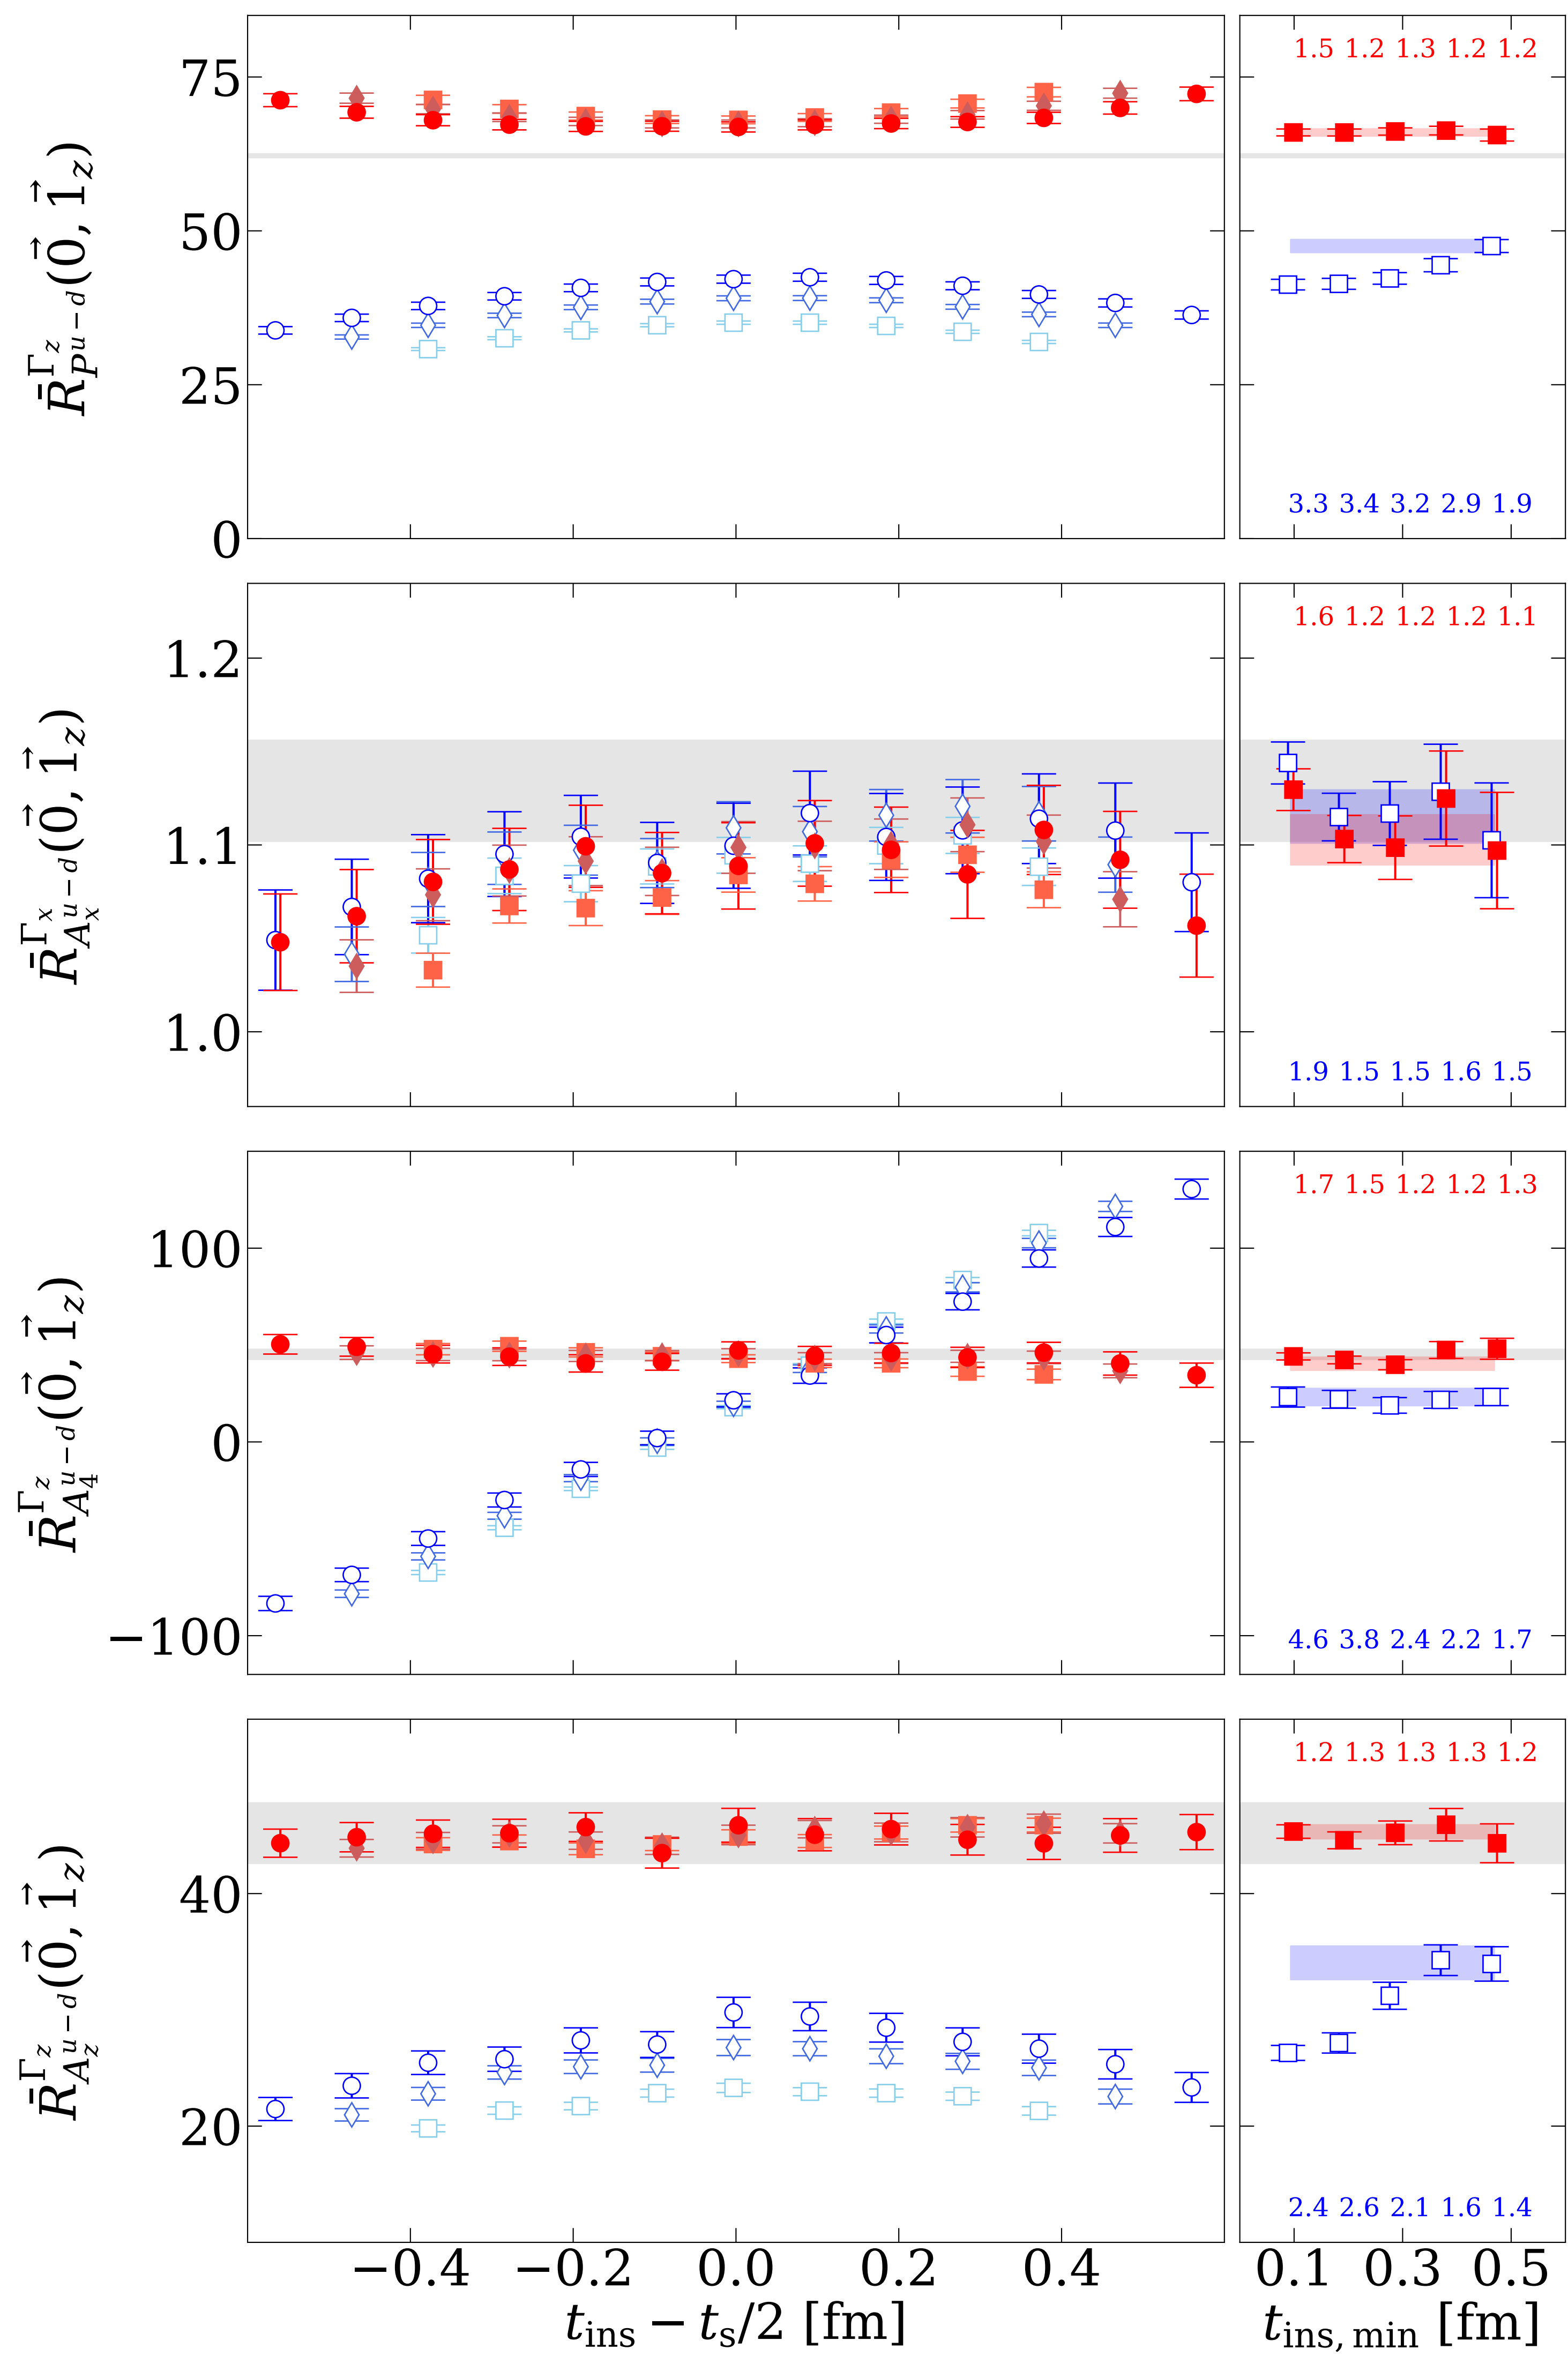 R̄^{Γ_z}_{P^{u−d}}(0⃗, 1⃗_z)
75
50
25
0
1.5 1.2 1.3 1.2 1.2
3.3 3.4 3.2 2.9 1.9
R̄^{Γ_x}_{A_x^{u−d}}(0⃗, 1⃗_z)
1.2
1.1
1.0
1.6 1.2 1.2 1.2 1.1
1.9 1.5 1.5 1.6 1.5
R̄^{Γ_z}_{A_4^{u−d}}(0⃗, 1⃗_z)
100
0
−100
1.7 1.5 1.2 1.2 1.3
4.6 3.8 2.4 2.2 1.7
R̄^{Γ_z}_{A_z^{u−d}}(0⃗, 1⃗_z)
40
20
1.2 1.3 1.3 1.3 1.2
2.4 2.6 2.1 1.6 1.4
−0.4 −0.2 0.0 0.2 0.4
0.1 0.3 0.5
t_ins − t_s/2 [fm]
t_ins, min [fm]